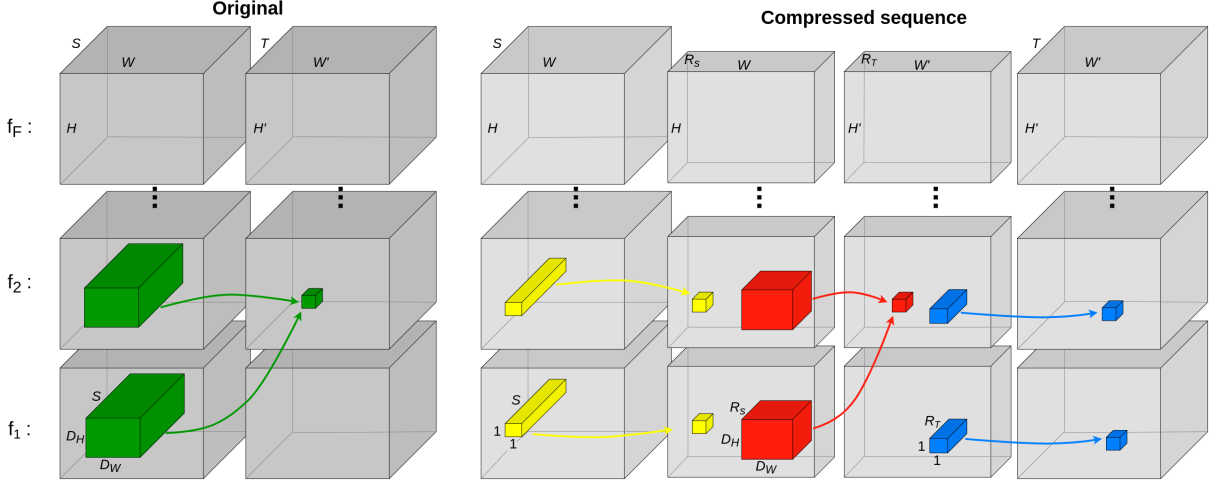 Original
Compressed sequence
S
T
S
R_S
R_T
T
W
W'
W
W
W'
W'
f_F :
H
H'
H
H
H'
H'
f_2 :
f_1 :
S
D_H
D_W
S
1
1
R_S
D_H
D_W
R_T
1
1